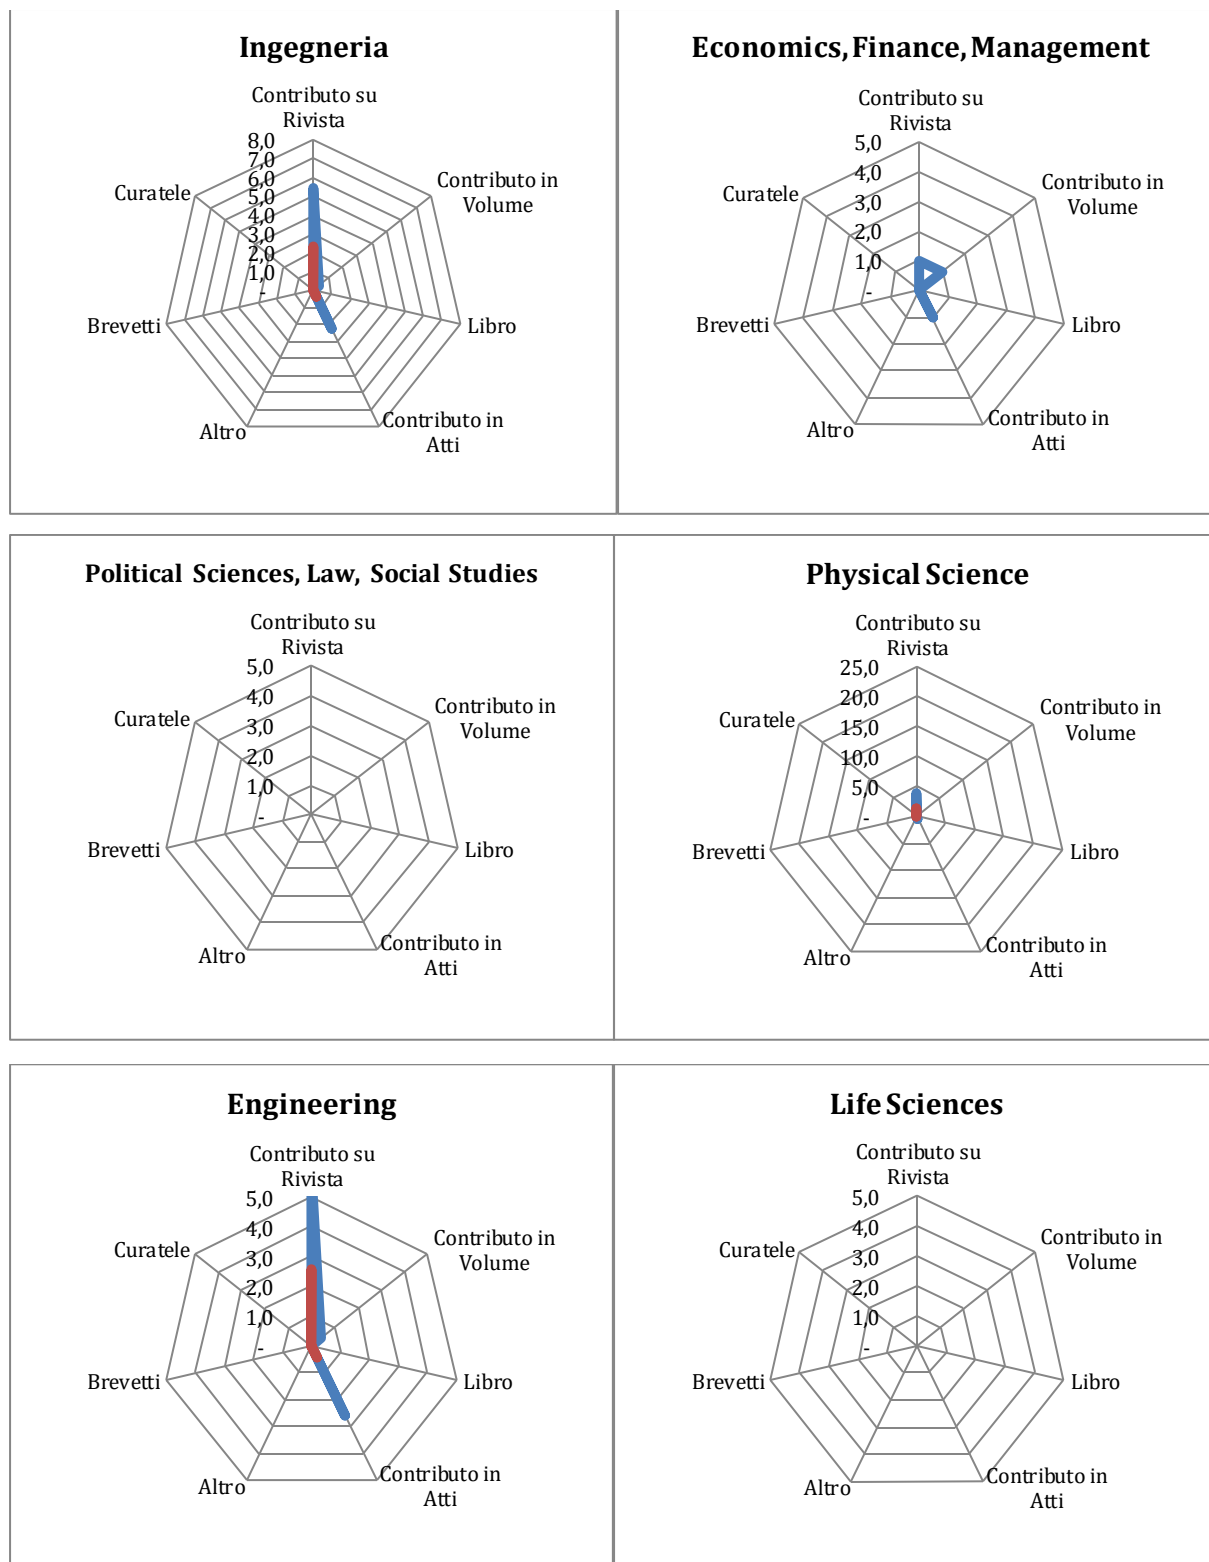 Ingegneria
Contributo su
Rivista
8,0
7,0
6,0
5,0
4,0
3,0
2,0
1,0
-
Contributo in
Volume
Libro
Contributo in
Atti
Altro
Brevetti
Curatele
Economics, Finance, Management
Contributo su
Rivista
5,0
4,0
3,0
2,0
1,0
-
Contributo in
Volume
Libro
Contributo in
Atti
Altro
Brevetti
Curatele
Political Sciences, Law, Social Studies
Contributo su
Rivista
5,0
4,0
3,0
2,0
1,0
-
Contributo in
Volume
Libro
Contributo in
Atti
Altro
Brevetti
Curatele
Physical Science
Contributo su
Rivista
25,0
20,0
15,0
10,0
5,0
-
Contributo in
Volume
Libro
Contributo in
Atti
Altro
Brevetti
Curatele
Engineering
Contributo su
Rivista
5,0
4,0
3,0
2,0
1,0
-
Contributo in
Volume
Libro
Contributo in
Atti
Altro
Brevetti
Curatele
Life Sciences
Contributo su
Rivista
5,0
4,0
3,0
2,0
1,0
-
Contributo in
Volume
Libro
Contributo in
Atti
Altro
Brevetti
Curatele